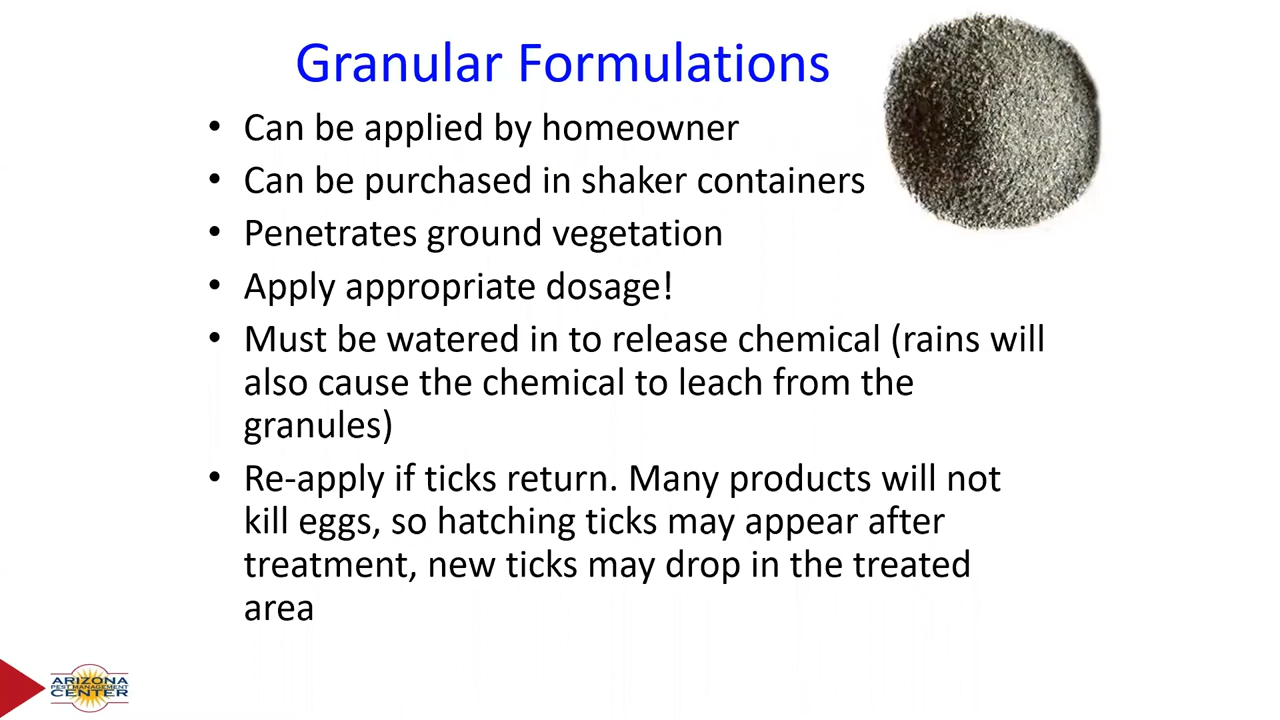 Granular Formulations
• Can be applied by homeowner
• Can be purchased in shaker containers
• Penetrates ground vegetation
• Apply appropriate dosage!
• Must be watered in to release chemical (rains will
also cause the chemical to leach from the
granules)
• Re-apply if ticks return. Many products will not
kill eggs, so hatching ticks may appear after
treatment, new ticks may drop in the treated
area
ARIZONA
PEST MANAGEMENT
CENTER